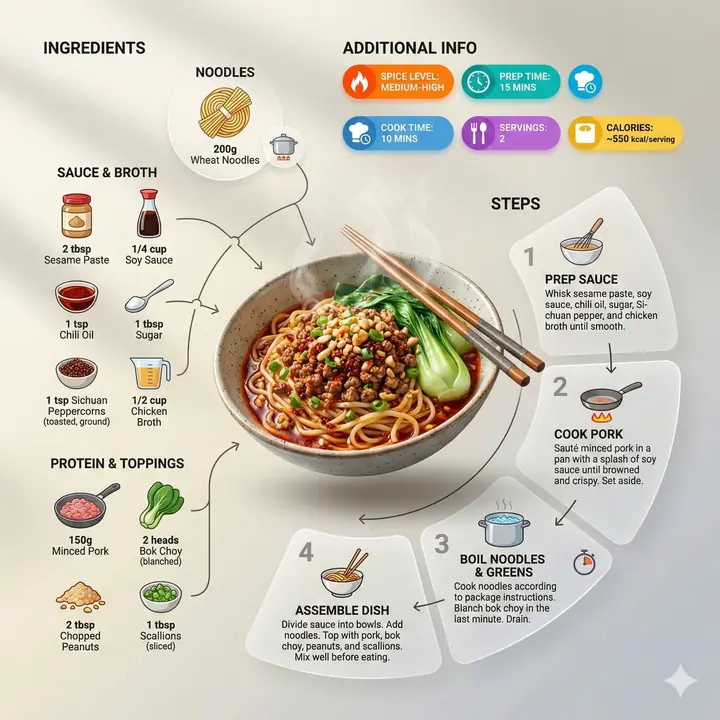 INGREDIENTS
NOODLES
200g
Wheat Noodles
SAUCE & BROTH
2 tbsp
Sesame Paste
1/4 cup
Soy Sauce
1 tsp
Chili Oil
1 tbsp
Sugar
1 tsp Sichuan
Peppercorns
(toasted, ground)
1/2 cup
Chicken
Broth
PROTEIN & TOPPINGS
150g
Minced Pork
2 heads
Bok Choy
(blanched)
2 tbsp
Chopped
Peanuts
1 tbsp
Scallions
(sliced)
ADDITIONAL INFO
SPICE LEVEL:
MEDIUM-HIGH
PREP TIME:
15 MINS
COOK TIME:
10 MINS
SERVINGS:
2
CALORIES:
~550 kcal/serving
STEPS
1
PREP SAUCE
Whisk sesame paste, soy
sauce, chili oil, sugar, Si-
chuan pepper, and chicken
broth until smooth.
2
COOK PORK
Sauté minced pork in a
pan with a splash of soy
sauce until browned
and crispy. Set aside.
3
BOIL NOODLES
& GREENS
Cook noodles according
to package instructions.
Blanch bok choy in the
last minute. Drain.
4
ASSEMBLE DISH
Divide sauce into bowls. Add
noodles. Top with pork, bok
choy, peanuts, and scallions.
Mix well before eating.